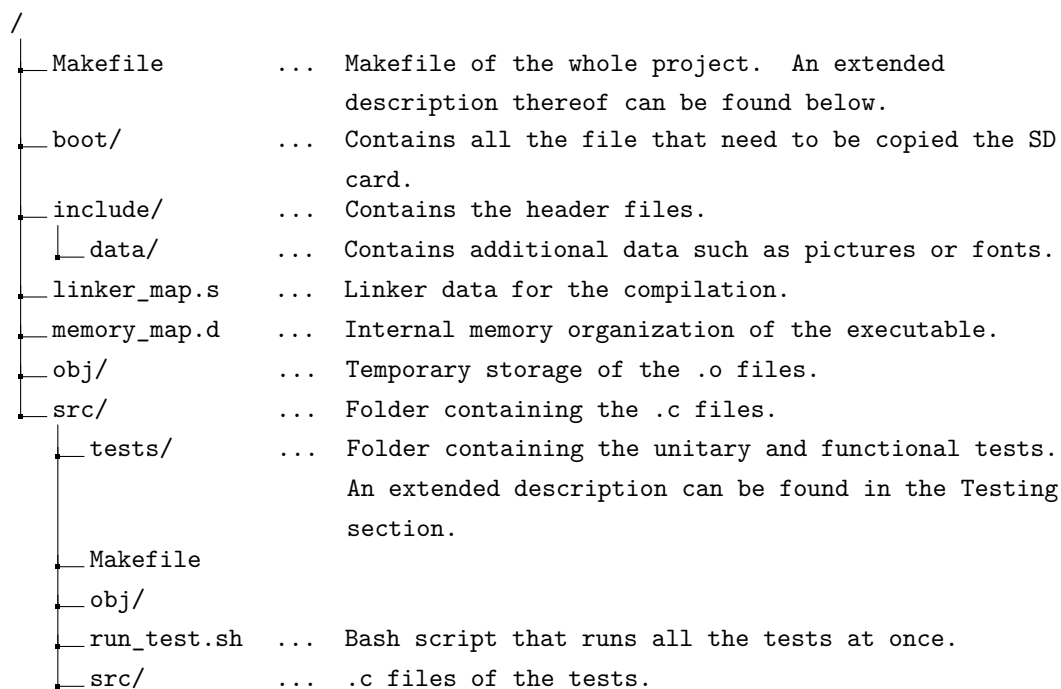 /
Makefile ... Makefile of the whole project. An extended
description thereof can be found below.
boot/ ... Contains all the file that need to be copied the SD
card.
include/ ... Contains the header files.
data/ ... Contains additional data such as pictures or fonts.
linker_map.s ... Linker data for the compilation.
memory_map.d ... Internal memory organization of the executable.
obj/ ... Temporary storage of the .o files.
src/ ... Folder containing the .c files.
tests/ ... Folder containing the unitary and functional tests.
An extended description can be found in the Testing
section.
Makefile
obj/
run_test.sh ... Bash script that runs all the tests at once.
src/ ... .c files of the tests.